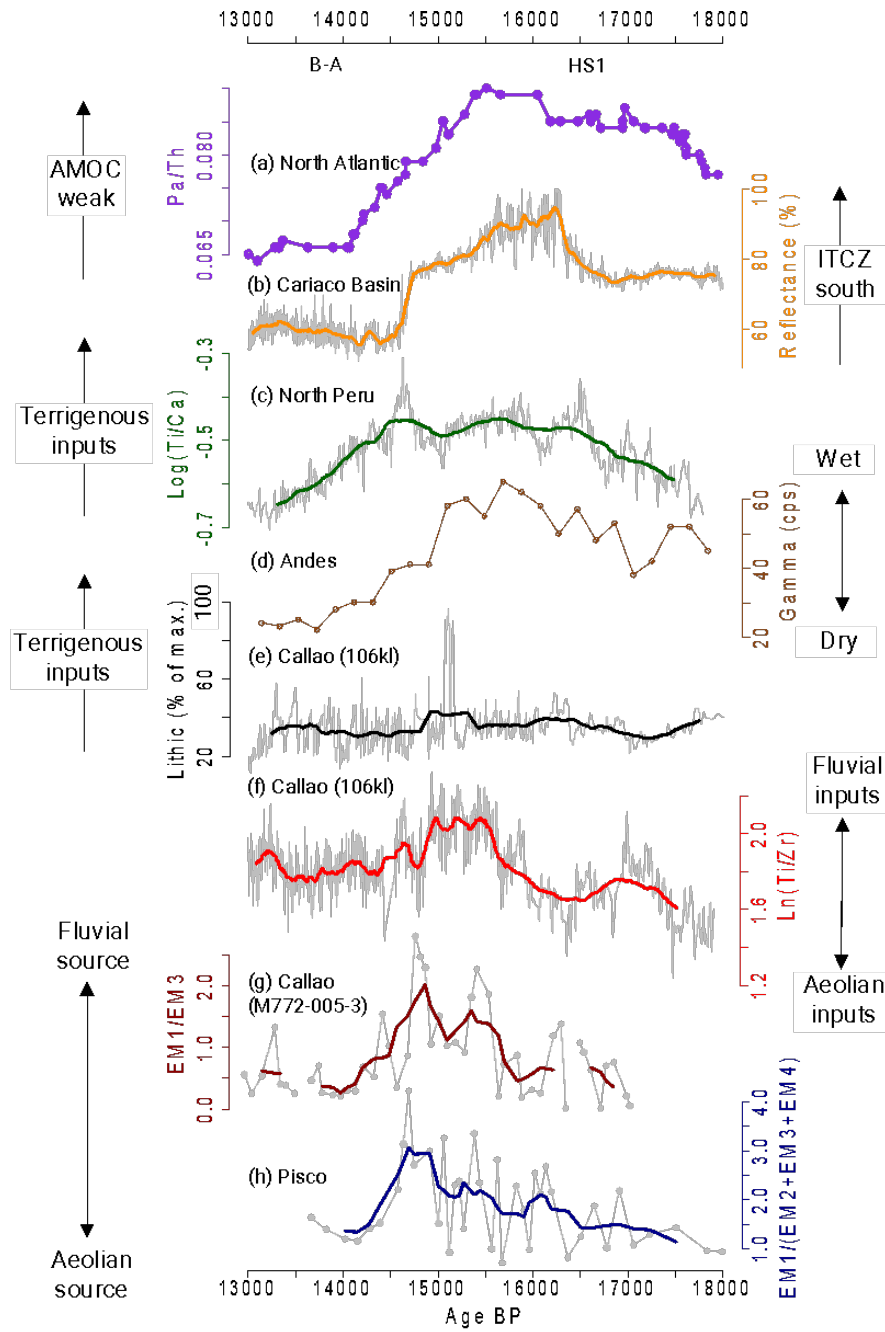 13000 14000 15000 16000 17000 18000
B-A HS1
AMOC
weak
Pa/Th
0.080
0.065
(a) North Atlantic
100
80
60
Reflectance (%)
ITCZ
south
(b) Cariaco Basin
Terrigenous
inputs
Log(Ti/Ca)
-0.3
-0.5
-0.7
(c) North Peru
Wet
60
40
20
Gamma (cps)
Dry
(d) Andes
Terrigenous
inputs
Lithic (% of max.)
100
60
20
(e) Callao (106kl)
Fluvial
inputs
(f) Callao (106kl)
2.0
1.6
1.2
Ln(Ti/Zr)
Aeolian
inputs
Fluvial
source
EM1/EM3
2.0
1.0
0.0
(g) Callao
(M772-005-3)
4.0
3.0
2.0
1.0
EM1/(EM2+EM3+EM4)
(h) Pisco
Aeolian
source
13000 14000 15000 16000 17000 18000
Age BP